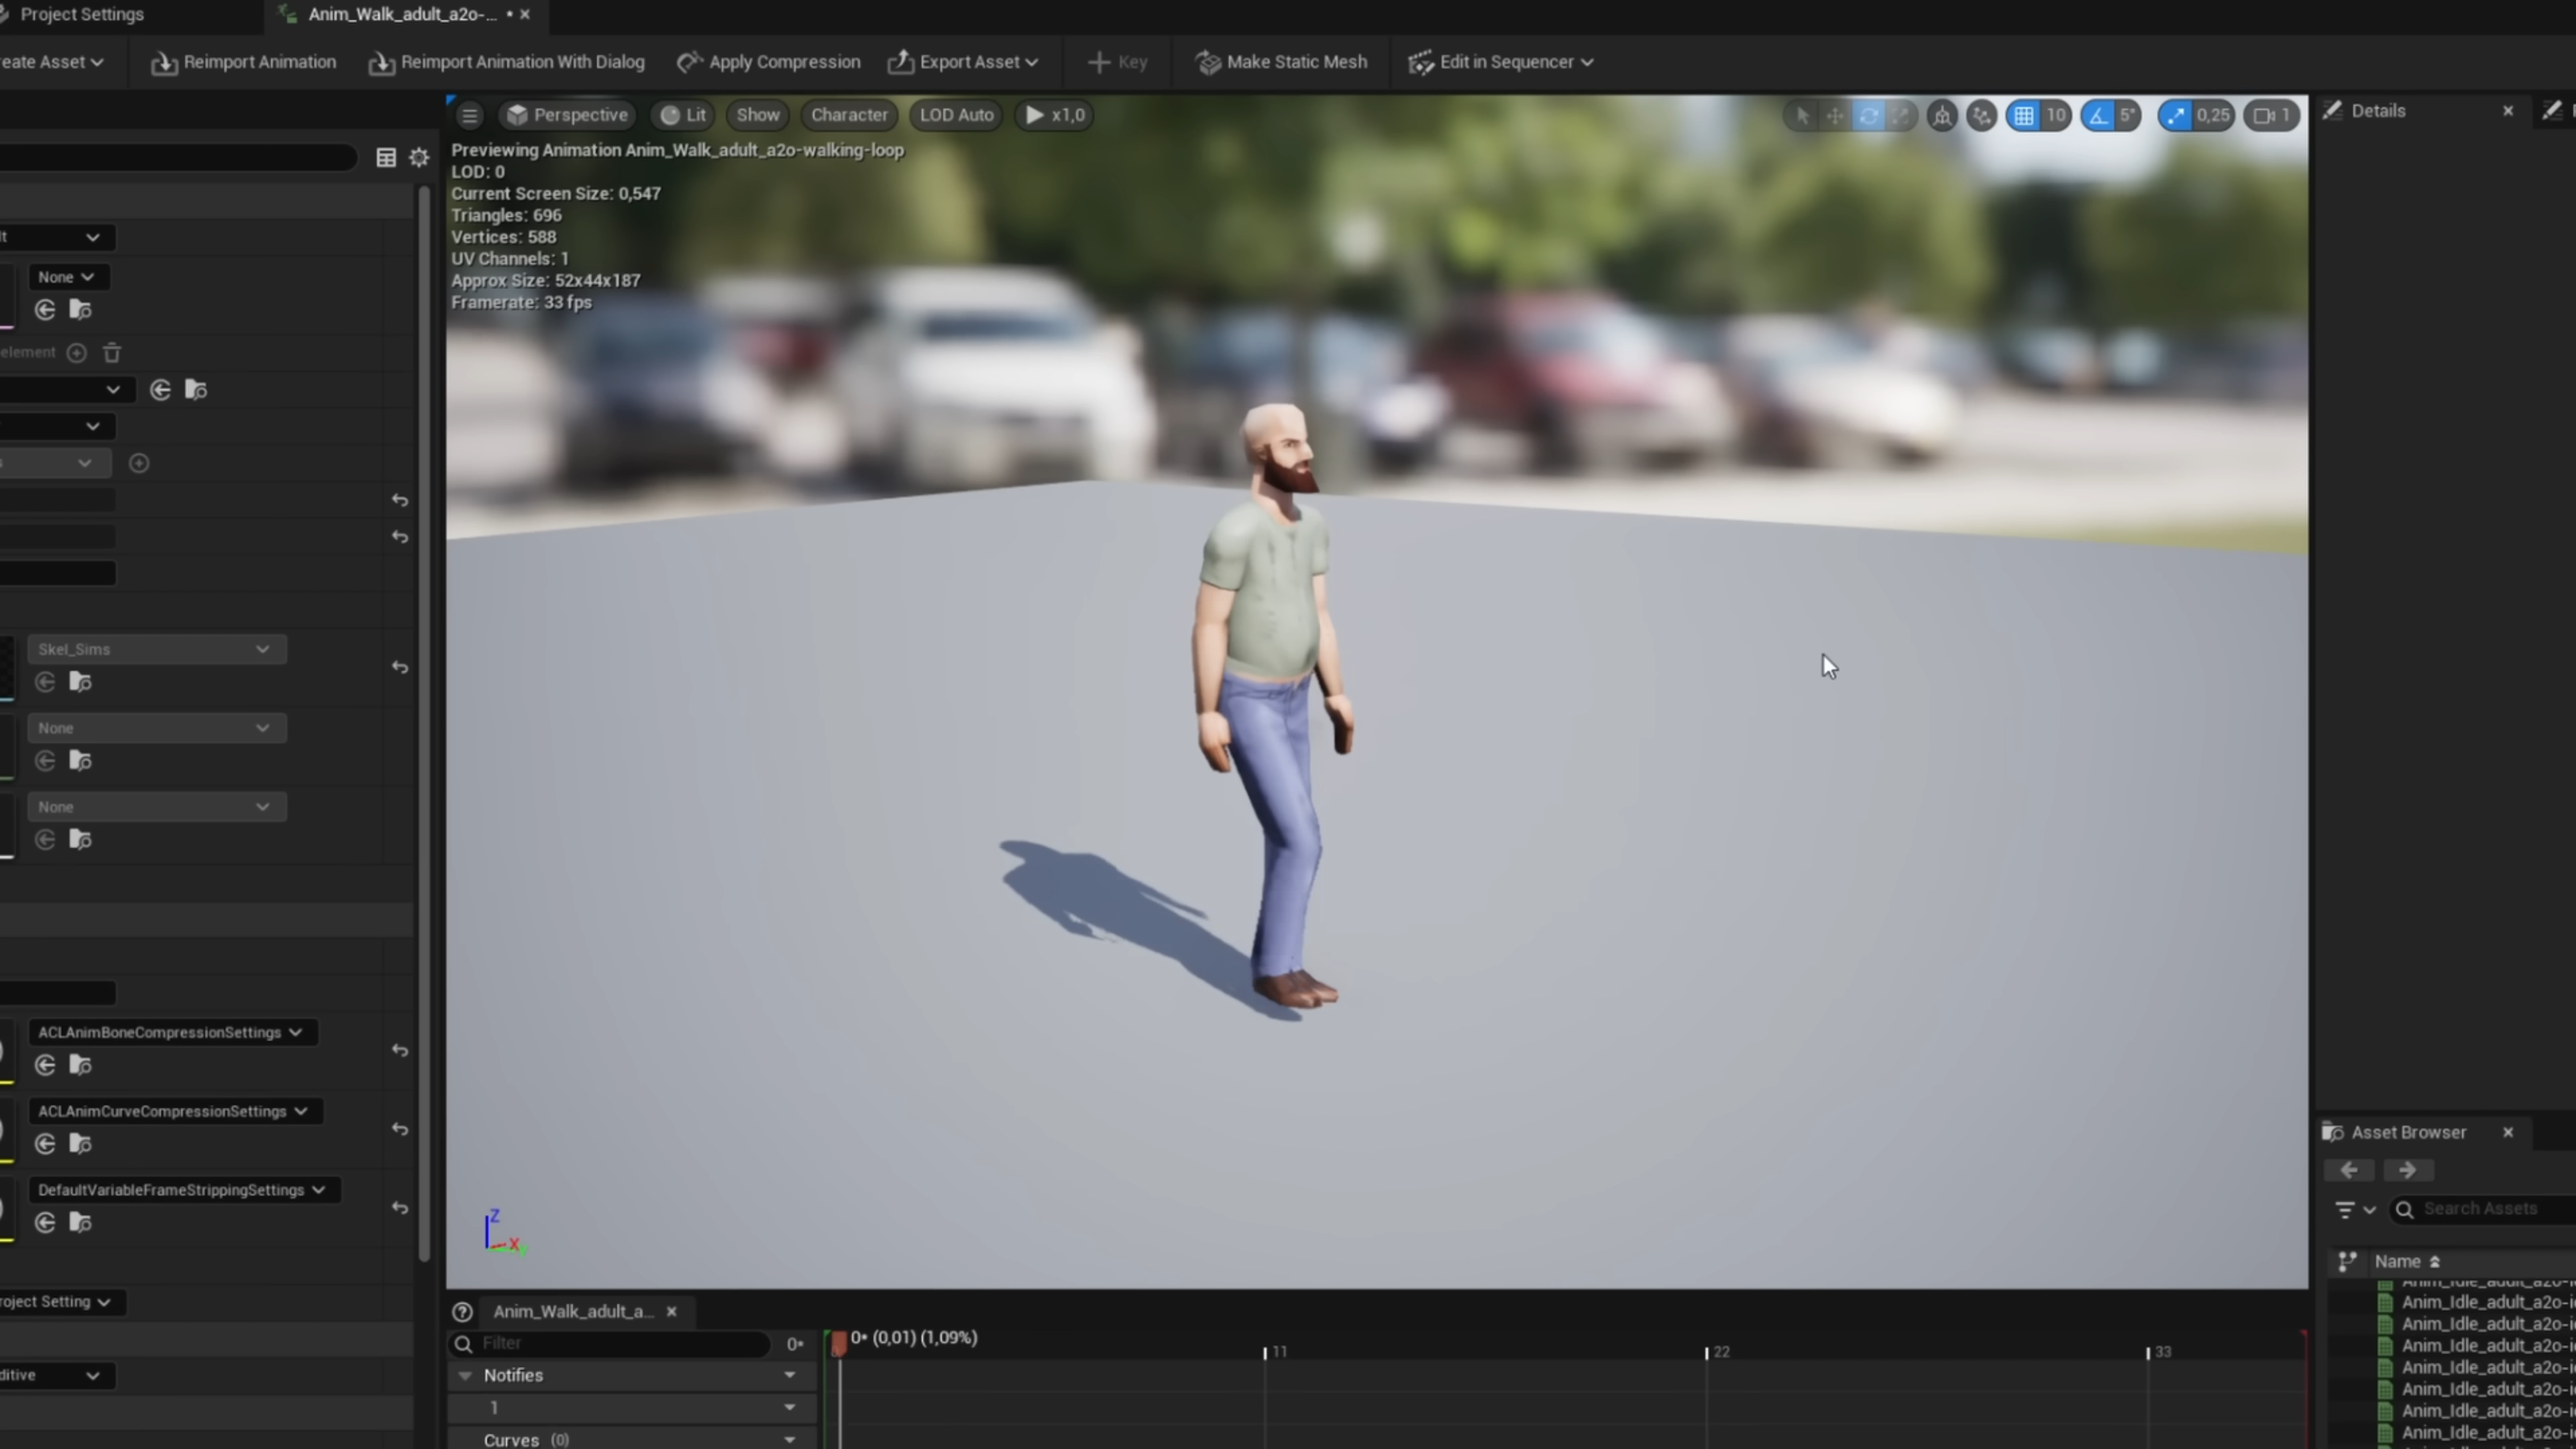 Project Settings
Anim_Walk_adult_a2o-... •
eate Asset
Reimport Animation
Reimport Animation With Dialog
Apply Compression
Export Asset
Key
Make Static Mesh
Edit in Sequencer
Perspective
Lit
Show
Character
LOD Auto
x1,0
10
5°
0,25
1
Details
Previewing Animation Anim_Walk_adult_a2o-walking-loop
LOD: 0
Current Screen Size: 0,547
Triangles: 696
Vertices: 588
UV Channels: 1
Approx Size: 52x44x187
Framerate: 33 fps
lt
None
element
Skel_Sims
None
None
ACLAnimBoneCompressionSettings
ACLAnimCurveCompressionSettings
DefaultVariableFrameStrippingSettings
roject Setting
ditive
Z
X
Anim_Walk_adult_a...
Filter
0•
0• (0,01) (1,09%)
11
22
33
Notifies
1
Curves (0)
Asset Browser
Search Assets
Name
Anim_Idle_adult_a2o-i
Anim_Idle_adult_a2o-i
Anim_Idle_adult_a2o-i
Anim_Idle_adult_a2o-i
Anim_Idle_adult_a2o-i
Anim_Idle_adult_a2o-i
Anim_Idle_adult_a2o-i
Anim_Idle_adult_a2o-i